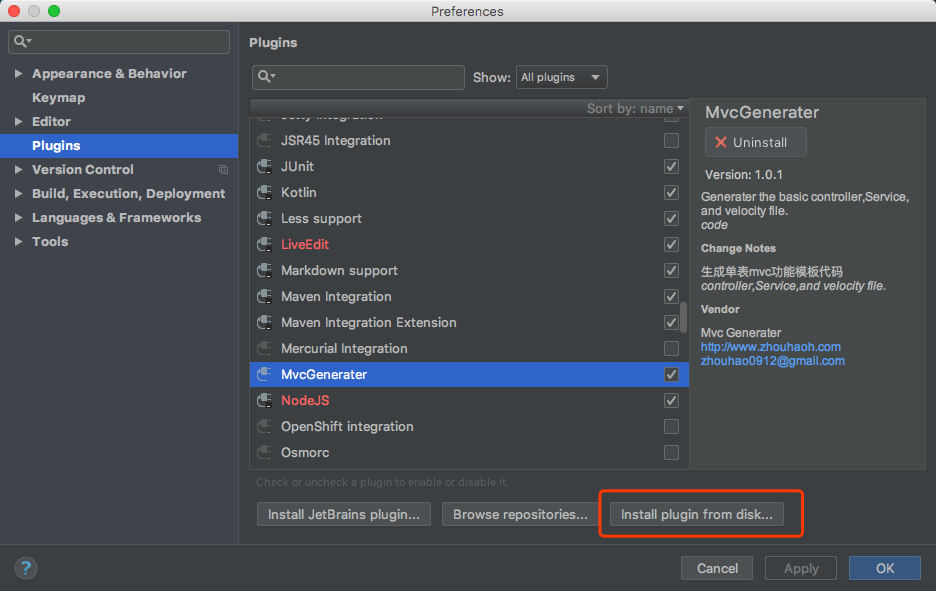 Preferences
Appearance & Behavior
Keymap
Editor
Plugins
Version Control
Build, Execution, Deployment
Languages & Frameworks
Tools
Plugins
Show: All plugins
Sort by: name
Jetty Integration
JSR45 Integration
JUnit
Kotlin
Less support
LiveEdit
Markdown support
Maven Integration
Maven Integration Extension
Mercurial Integration
MvcGenerater
NodeJS
OpenShift integration
Osmorc
Check or uncheck a plugin to enable or disable it.
Install JetBrains plugin...
Browse repositories...
Install plugin from disk...
MvcGenerater
Uninstall
Version: 1.0.1
Generater the basic controller,Service,
and velocity file.
code
Change Notes
生成单表mvc功能模板代码
controller,Service,and velocity file.
Vendor
Mvc Generater
http://www.zhouhaoh.com
zhouhao0912@gmail.com
?
Cancel
Apply
OK